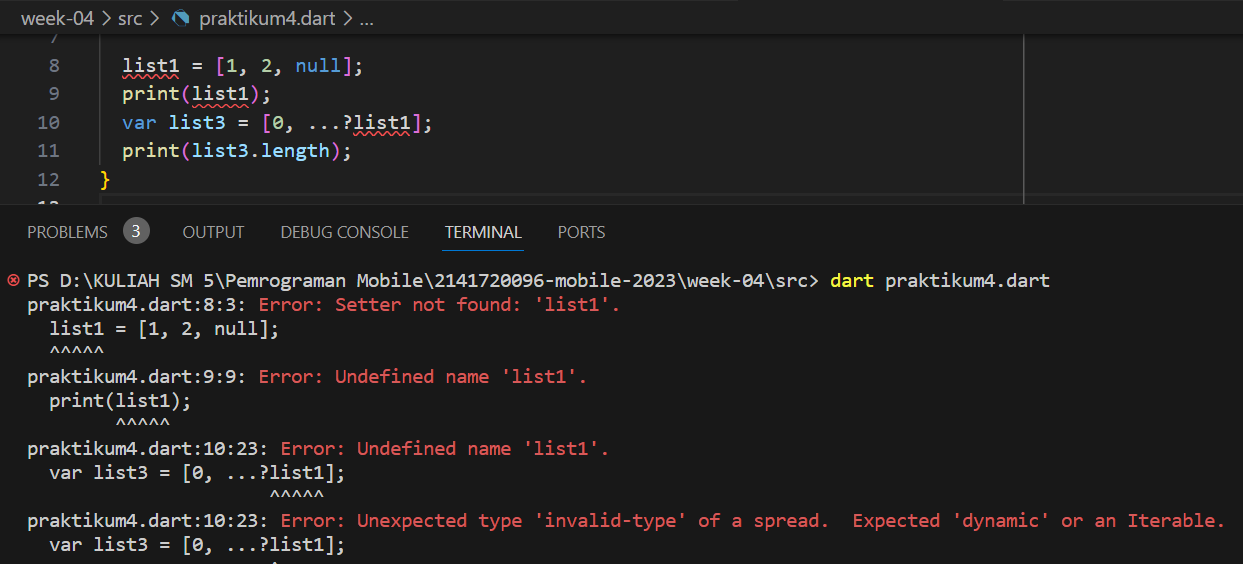 week-04 > src > praktikum4.dart > ...
7
8 list1 = [1, 2, null];
9 print(list1);
10 var list3 = [0, ...?list1];
11 print(list3.length);
12 }
PROBLEMS 3 OUTPUT DEBUG CONSOLE TERMINAL PORTS
PS D:\KULIAH SM 5\Pemrograman Mobile\2141720096-mobile-2023\week-04\src> dart praktikum4.dart
praktikum4.dart:8:3: Error: Setter not found: 'list1'.
list1 = [1, 2, null];
^^^^^
praktikum4.dart:9:9: Error: Undefined name 'list1'.
print(list1);
^^^^^
praktikum4.dart:10:23: Error: Undefined name 'list1'.
var list3 = [0, ...?list1];
^^^^^
praktikum4.dart:10:23: Error: Unexpected type 'invalid-type' of a spread.  Expected 'dynamic' or an Iterable.
var list3 = [0, ...?list1];